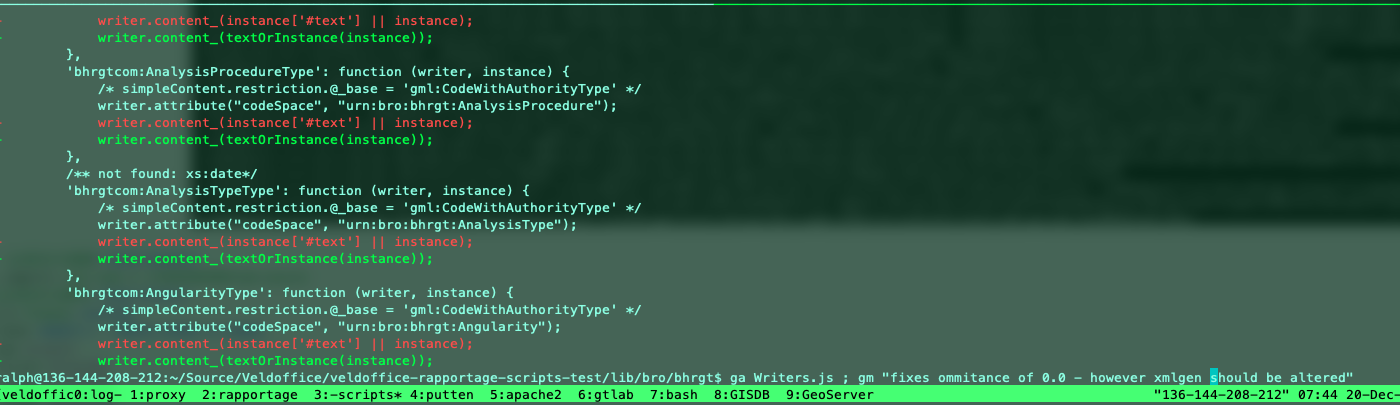 -            writer.content_(instance['#text'] || instance);
            writer.content_(textOrInstance(instance));
        },
        'bhrgtcom:AnalysisProcedureType': function (writer, instance) {
            /* simpleContent.restriction.@_base = 'gml:CodeWithAuthorityType' */
            writer.attribute("codeSpace", "urn:bro:bhrgt:AnalysisProcedure");
-            writer.content_(instance['#text'] || instance);
            writer.content_(textOrInstance(instance));
        },
        /** not found: xs:date*/
        'bhrgtcom:AnalysisTypeType': function (writer, instance) {
            /* simpleContent.restriction.@_base = 'gml:CodeWithAuthorityType' */
            writer.attribute("codeSpace", "urn:bro:bhrgt:AnalysisType");
-            writer.content_(instance['#text'] || instance);
            writer.content_(textOrInstance(instance));
        },
        'bhrgtcom:AngularityType': function (writer, instance) {
            /* simpleContent.restriction.@_base = 'gml:CodeWithAuthorityType' */
            writer.attribute("codeSpace", "urn:bro:bhrgt:Angularity");
-            writer.content_(instance['#text'] || instance);
            writer.content_(textOrInstance(instance));
ralph@136-144-208-212:~/Source/Veldoffice/veldoffice-rapportage-scripts-test/lib/bro/bhrgt$ ga Writers.js ; gm "fixes ommitance of 0.0 - however xmlgen should be altered"
[veldoffic0:log- 1:proxy  2:rapportage  3:-scripts* 4:putten  5:apache2  6:gtlab  7:bash  8:GISDB  9:GeoServer "136-144-208-212" 07:44 20-Dec-